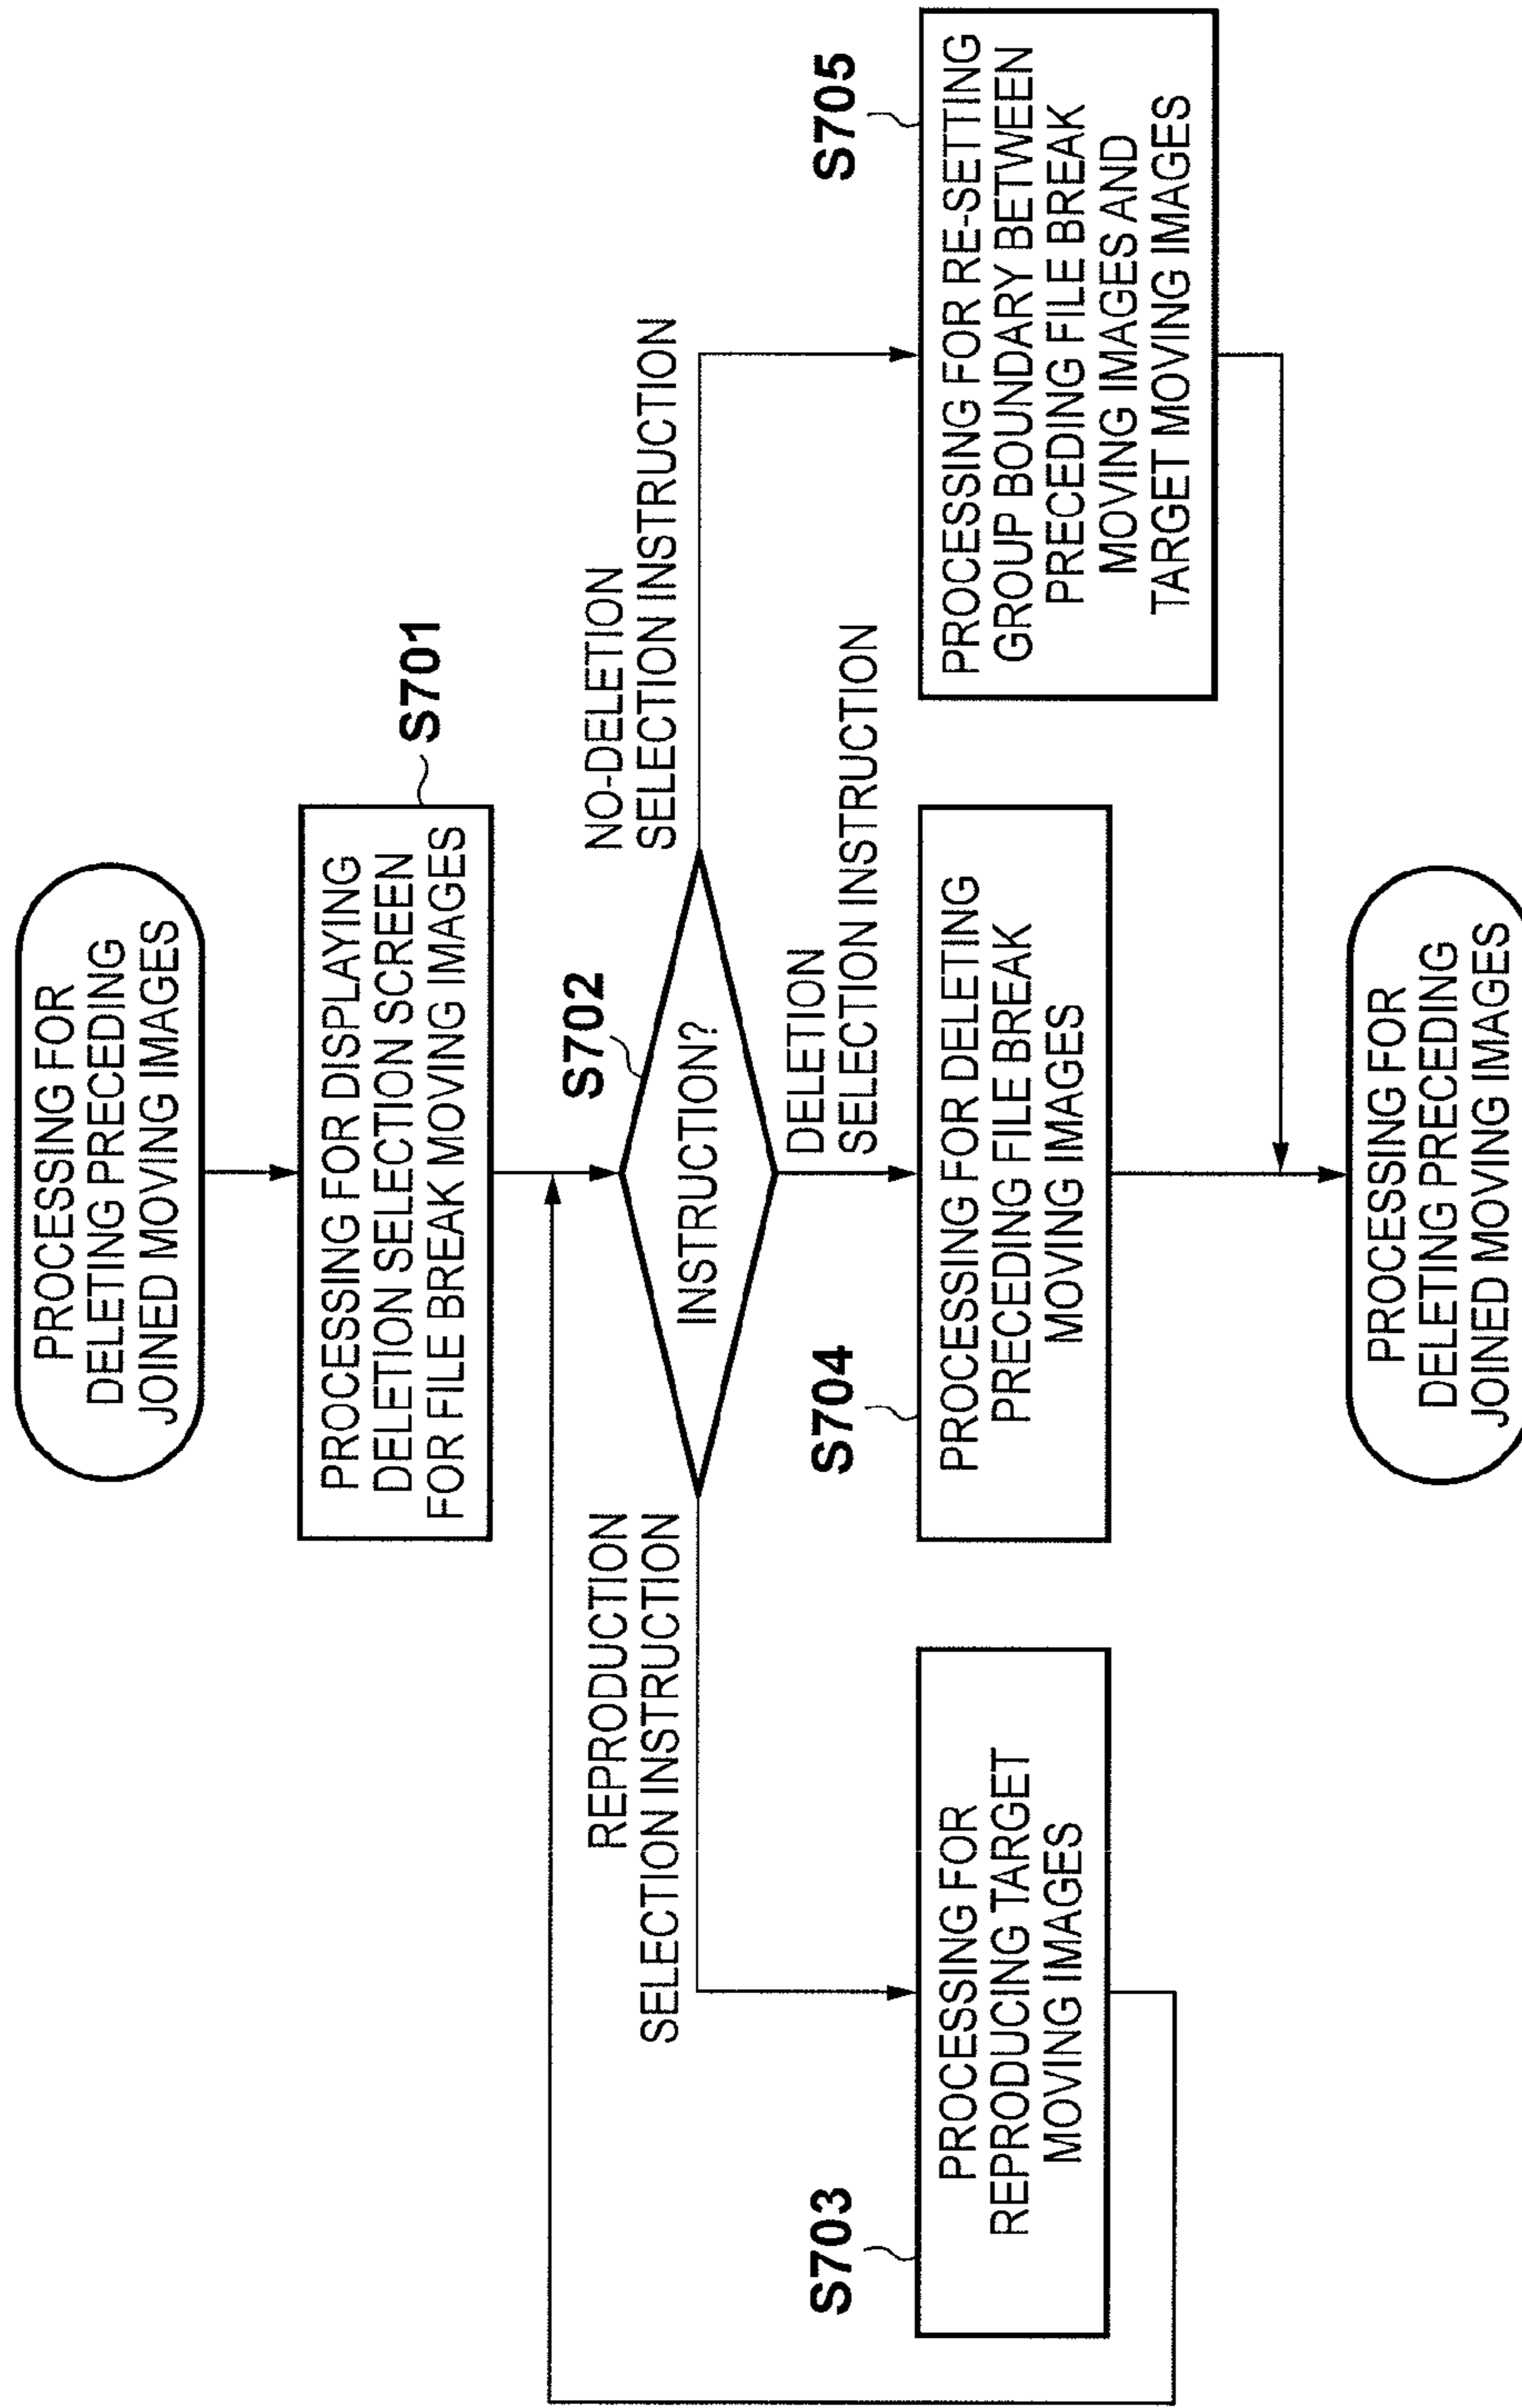 PROCESSING FOR
DELETING PRECEDING
JOINED MOVING IMAGES
S701
PROCESSING FOR DISPLAYING
DELETION SELECTION SCREEN
FOR FILE BREAK MOVING IMAGES
S702
INSTRUCTION?
REPRODUCTION
SELECTION INSTRUCTION
NO-DELETION
SELECTION INSTRUCTION
DELETION
SELECTION INSTRUCTION
S703
PROCESSING FOR
REPRODUCING TARGET
MOVING IMAGES
S704
PROCESSING FOR DELETING
PRECEDING FILE BREAK
MOVING IMAGES
S705
PROCESSING FOR RE-SETTING
GROUP BOUNDARY BETWEEN
PRECEDING FILE BREAK
MOVING IMAGES AND
TARGET MOVING IMAGES
PROCESSING FOR
DELETING PRECEDING
JOINED MOVING IMAGES